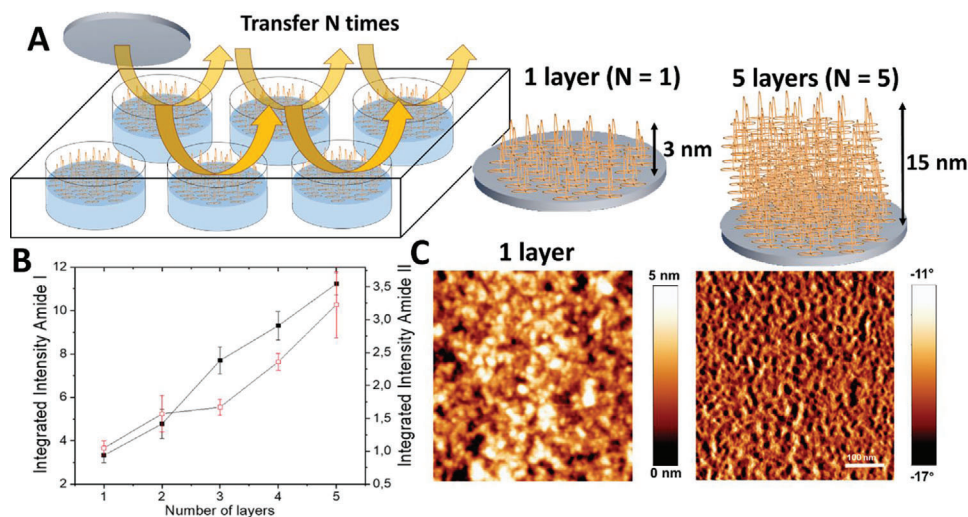 A
Transfer N times
1 layer (N = 1)
3 nm
5 layers (N = 5)
15 nm
B
Integrated Intensity Amide I
12
10
8
6
4
2
1
2
3
4
5
Number of layers
3,5
3,0
2,5
2,0
1,5
1,0
0,5
Integrated Intensity Amide II
C
1 layer
5 nm
0 nm
100 nm
-11°
-17°